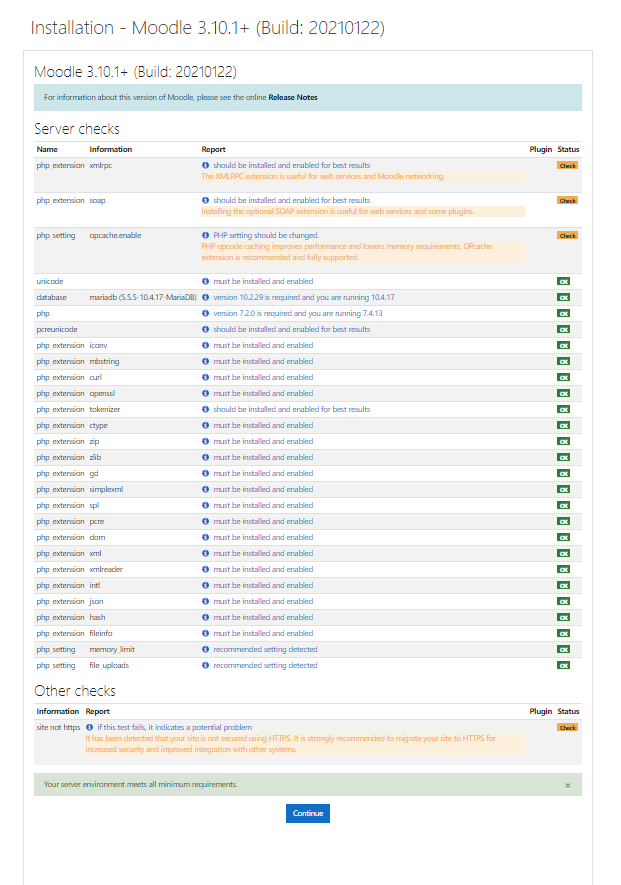 Installation - Moodle 3.10.1+ (Build: 20210122)
Moodle 3.10.1+ (Build: 20210122)
For information about this version of Moodle, please see the online Release Notes
Server checks
Name Information Report Plugin Status
php_extension xmlrpc should be installed and enabled for best results Check
The XMLRPC extension is useful for web services and Moodle networking.
php_extension soap should be installed and enabled for best results Check
Installing the optional SOAP extension is useful for web services and some plugins.
php_setting opcache.enable PHP setting should be changed. Check
PHP opcode caching improves performance and lowers memory requirements, OPcache
extension is recommended and fully supported.
unicode must be installed and enabled OK
database mariadb (5.5.5-10.4.17-MariaDB) version 10.2.29 is required and you are running 10.4.17 OK
php version 7.2.0 is required and you are running 7.4.13 OK
pcreunicode should be installed and enabled for best results OK
php_extension iconv must be installed and enabled OK
php_extension mbstring must be installed and enabled OK
php_extension curl must be installed and enabled OK
php_extension openssl must be installed and enabled OK
php_extension tokenizer should be installed and enabled for best results OK
php_extension ctype must be installed and enabled OK
php_extension zip must be installed and enabled OK
php_extension zlib must be installed and enabled OK
php_extension gd must be installed and enabled OK
php_extension simplexml must be installed and enabled OK
php_extension spl must be installed and enabled OK
php_extension pcre must be installed and enabled OK
php_extension dom must be installed and enabled OK
php_extension xml must be installed and enabled OK
php_extension xmlreader must be installed and enabled OK
php_extension intl must be installed and enabled OK
php_extension json must be installed and enabled OK
php_extension hash must be installed and enabled OK
php_extension fileinfo must be installed and enabled OK
php_setting memory_limit recommended setting detected OK
php_setting file_uploads recommended setting detected OK
Other checks
Information Report Plugin Status
site not https if this test fails, it indicates a potential problem Check
It has been detected that your site is not secured using HTTPS. It is strongly recommended to migrate your site to HTTPS for
increased security and improved integration with other systems.
Your server environment meets all minimum requirements. ×
Continue